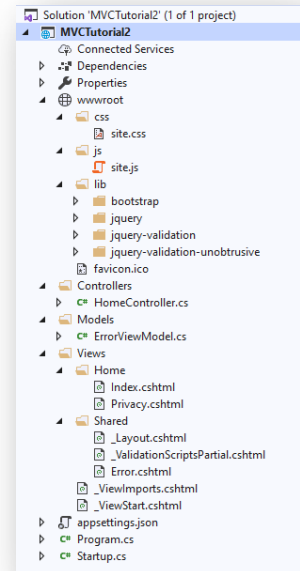 Solution 'MVCTutorial2' (1 of 1 project)
MVCTutorial2
Connected Services
Dependencies
Properties
wwwroot
css
site.css
js
site.js
lib
bootstrap
jquery
jquery-validation
jquery-validation-unobtrusive
favicon.ico
Controllers
C# HomeController.cs
Models
C# ErrorViewModel.cs
Views
Home
Index.cshtml
Privacy.cshtml
Shared
_Layout.cshtml
_ValidationScriptsPartial.cshtml
Error.cshtml
_ViewImports.cshtml
_ViewStart.cshtml
appsettings.json
C# Program.cs
C# Startup.cs